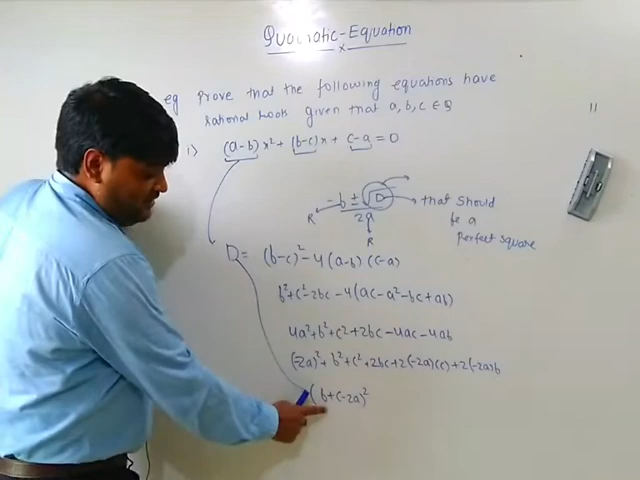 Quadratic-Equation
x
eg Prove that the following equations have
rational roots given that a, b, c ∈ Q
1> (a-b)x² + (b-c)x + c-a = 0
-b ± √D → that should
2a
R
R
be a
perfect square
D = (b-c)² - 4(a-b)(c-a)
b²+c²-2bc-4(ac-a²-bc+ab)
4a²+b²+c²+2bc-4ac-4ab
(-2a)²+b²+c²+2bc+2(-2a)(c)+2(-2a)b
(b+c-2a)²